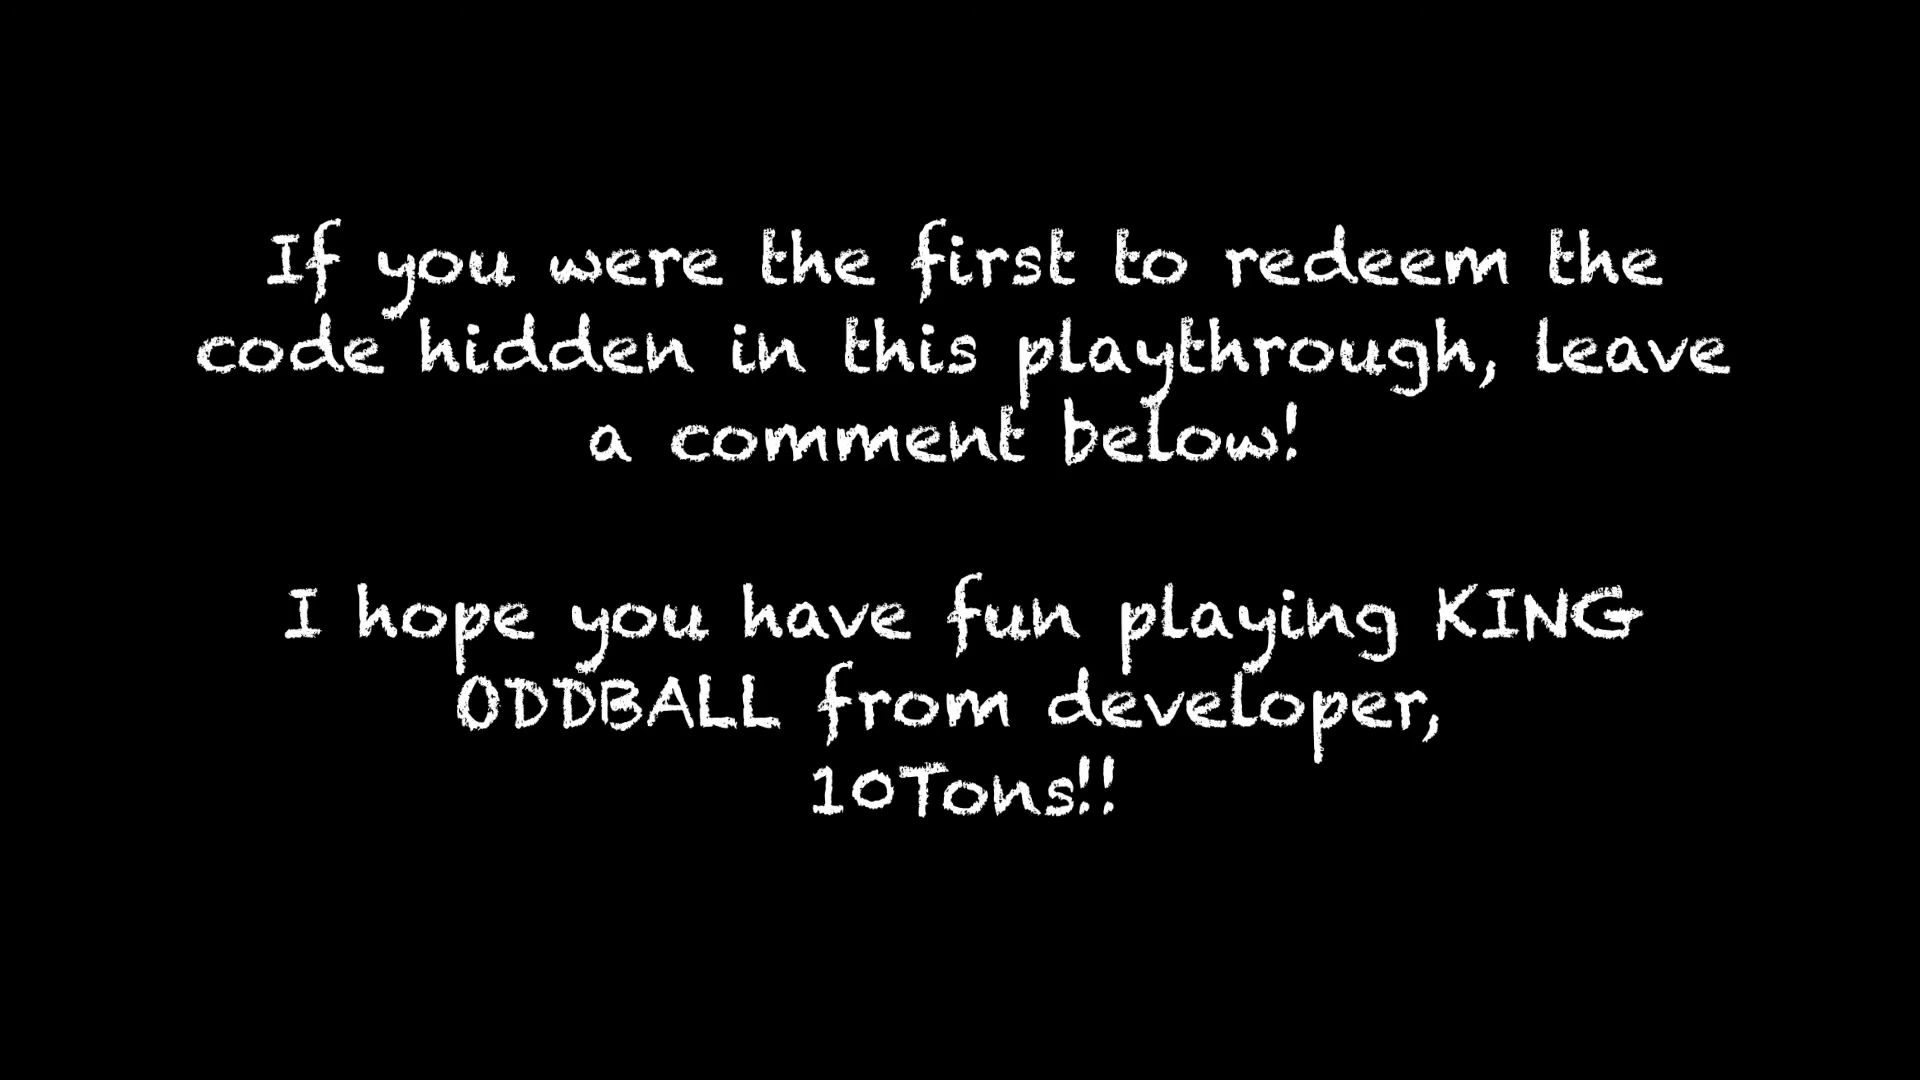 If you were the first to redeem the
code hidden in this playthrough, leave
a comment below!
I hope you have fun playing KING
ODDBALL from developer,
10Tons!!